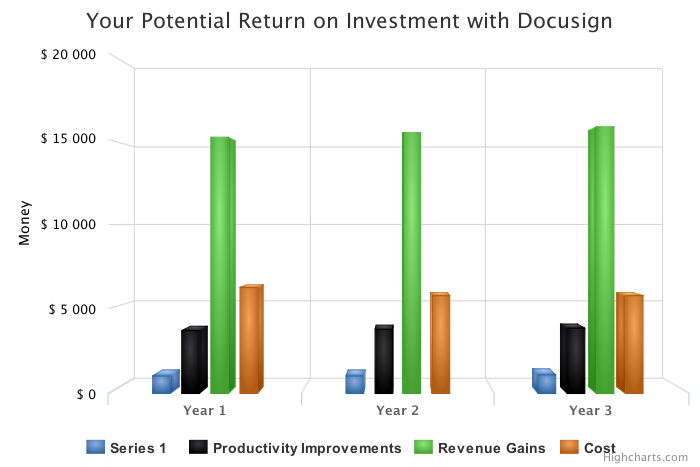 Your Potential Return on Investment with Docusign
$ 20 000
$ 15 000
$ 10 000
$ 5 000
$ 0
Money
Year 1
Year 2
Year 3
Series 1
Productivity Improvements
Revenue Gains
Cost
Highcharts.com